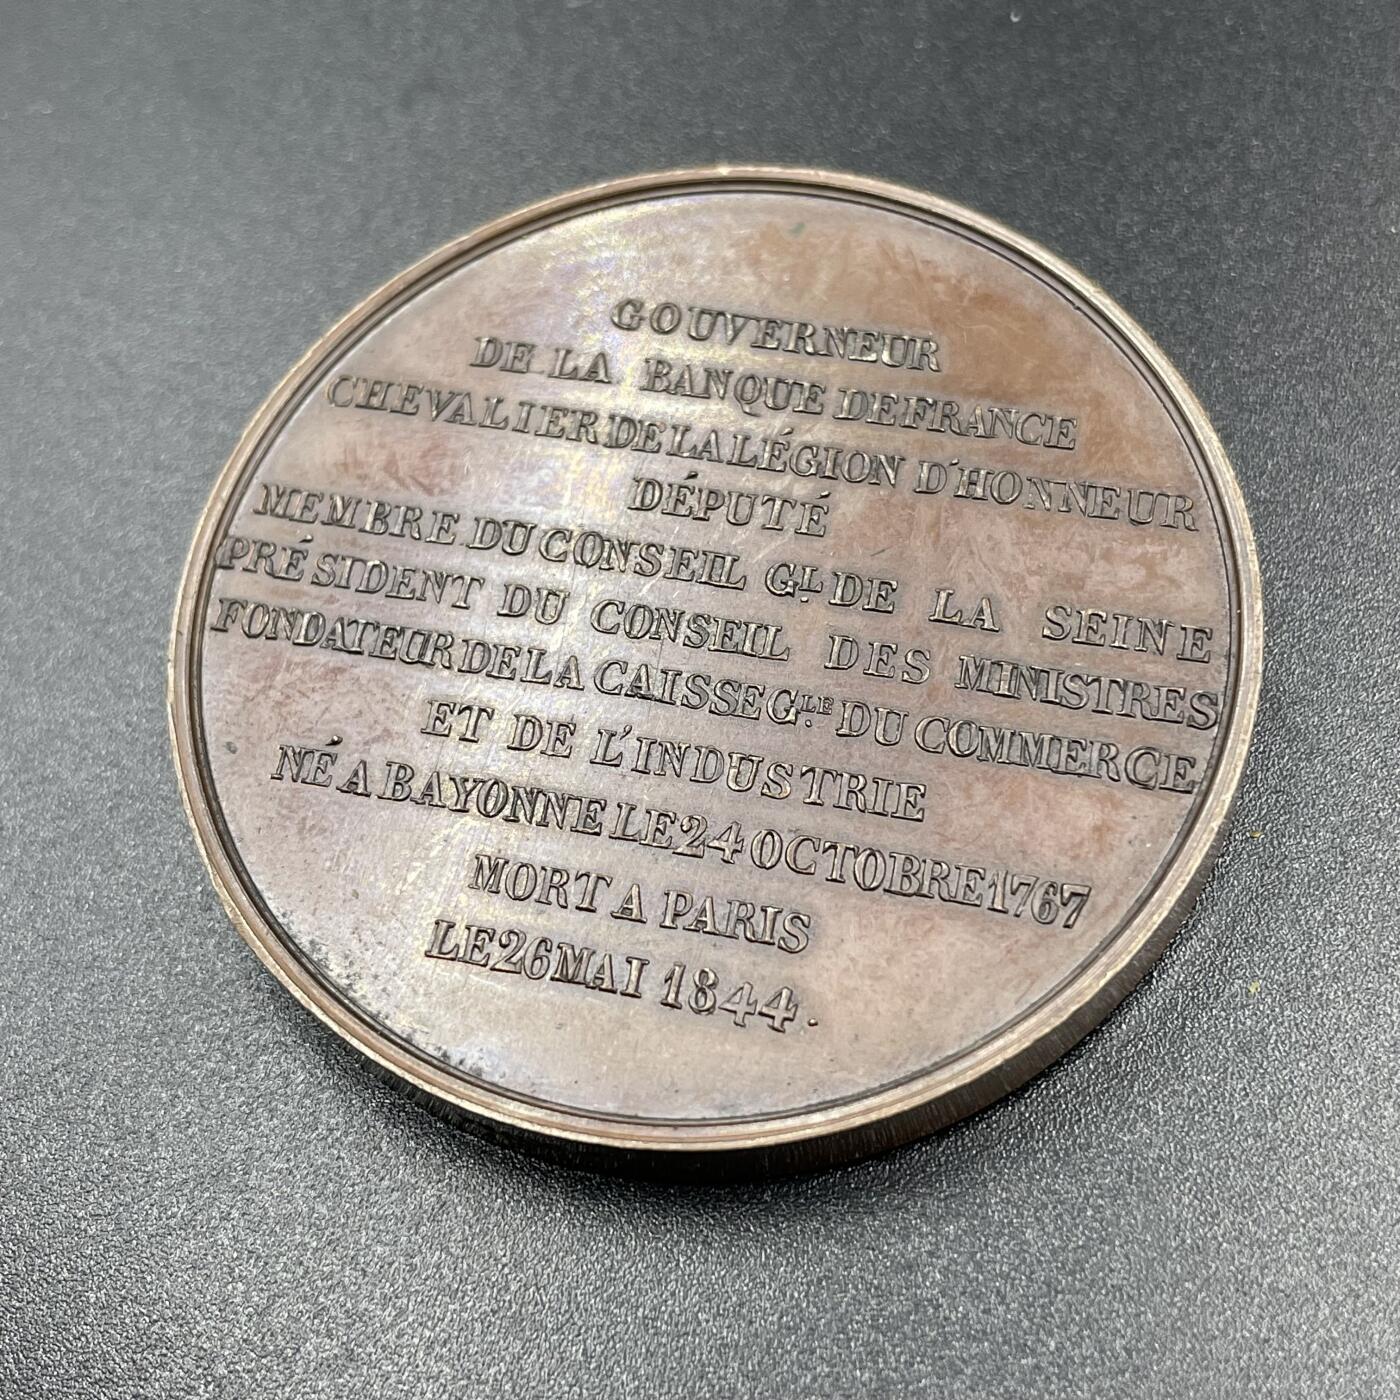 GOUVERNEUR
DE LA BANQUE DE FRANCE
CHEVALIER DE LA LÉGION D'HONNEUR
DÉPUTÉ
MEMBRE DU CONSEIL GL. DE LA SEINE
PRÉSIDENT DU CONSEIL DES MINISTRES
FONDATEUR DE LA CAISSE GLE. DU COMMERCE
ET DE L'INDUSTRIE
NÉ A BAYONNE LE 24 OCTOBRE 1767
MORT A PARIS
LE 26 MAI 1844.